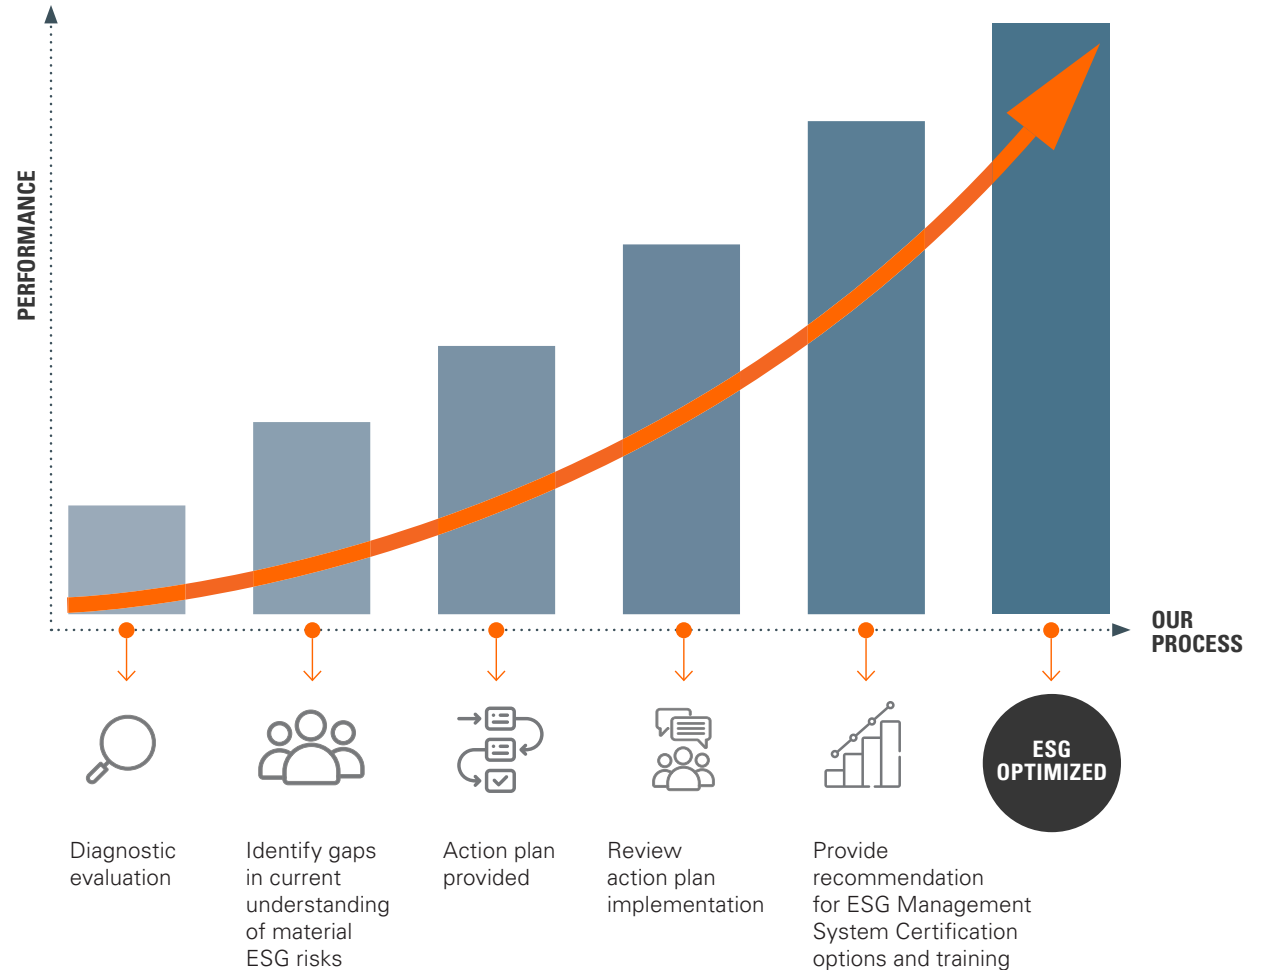 PERFORMANCE
OUR
PROCESS
ESG
OPTIMIZED
Diagnostic
evaluation
Identify gaps
in current
understanding
of material
ESG risks
Action plan
provided
Review
action plan
implementation
Provide
recommendation
for ESG Management
System Certification
options and training